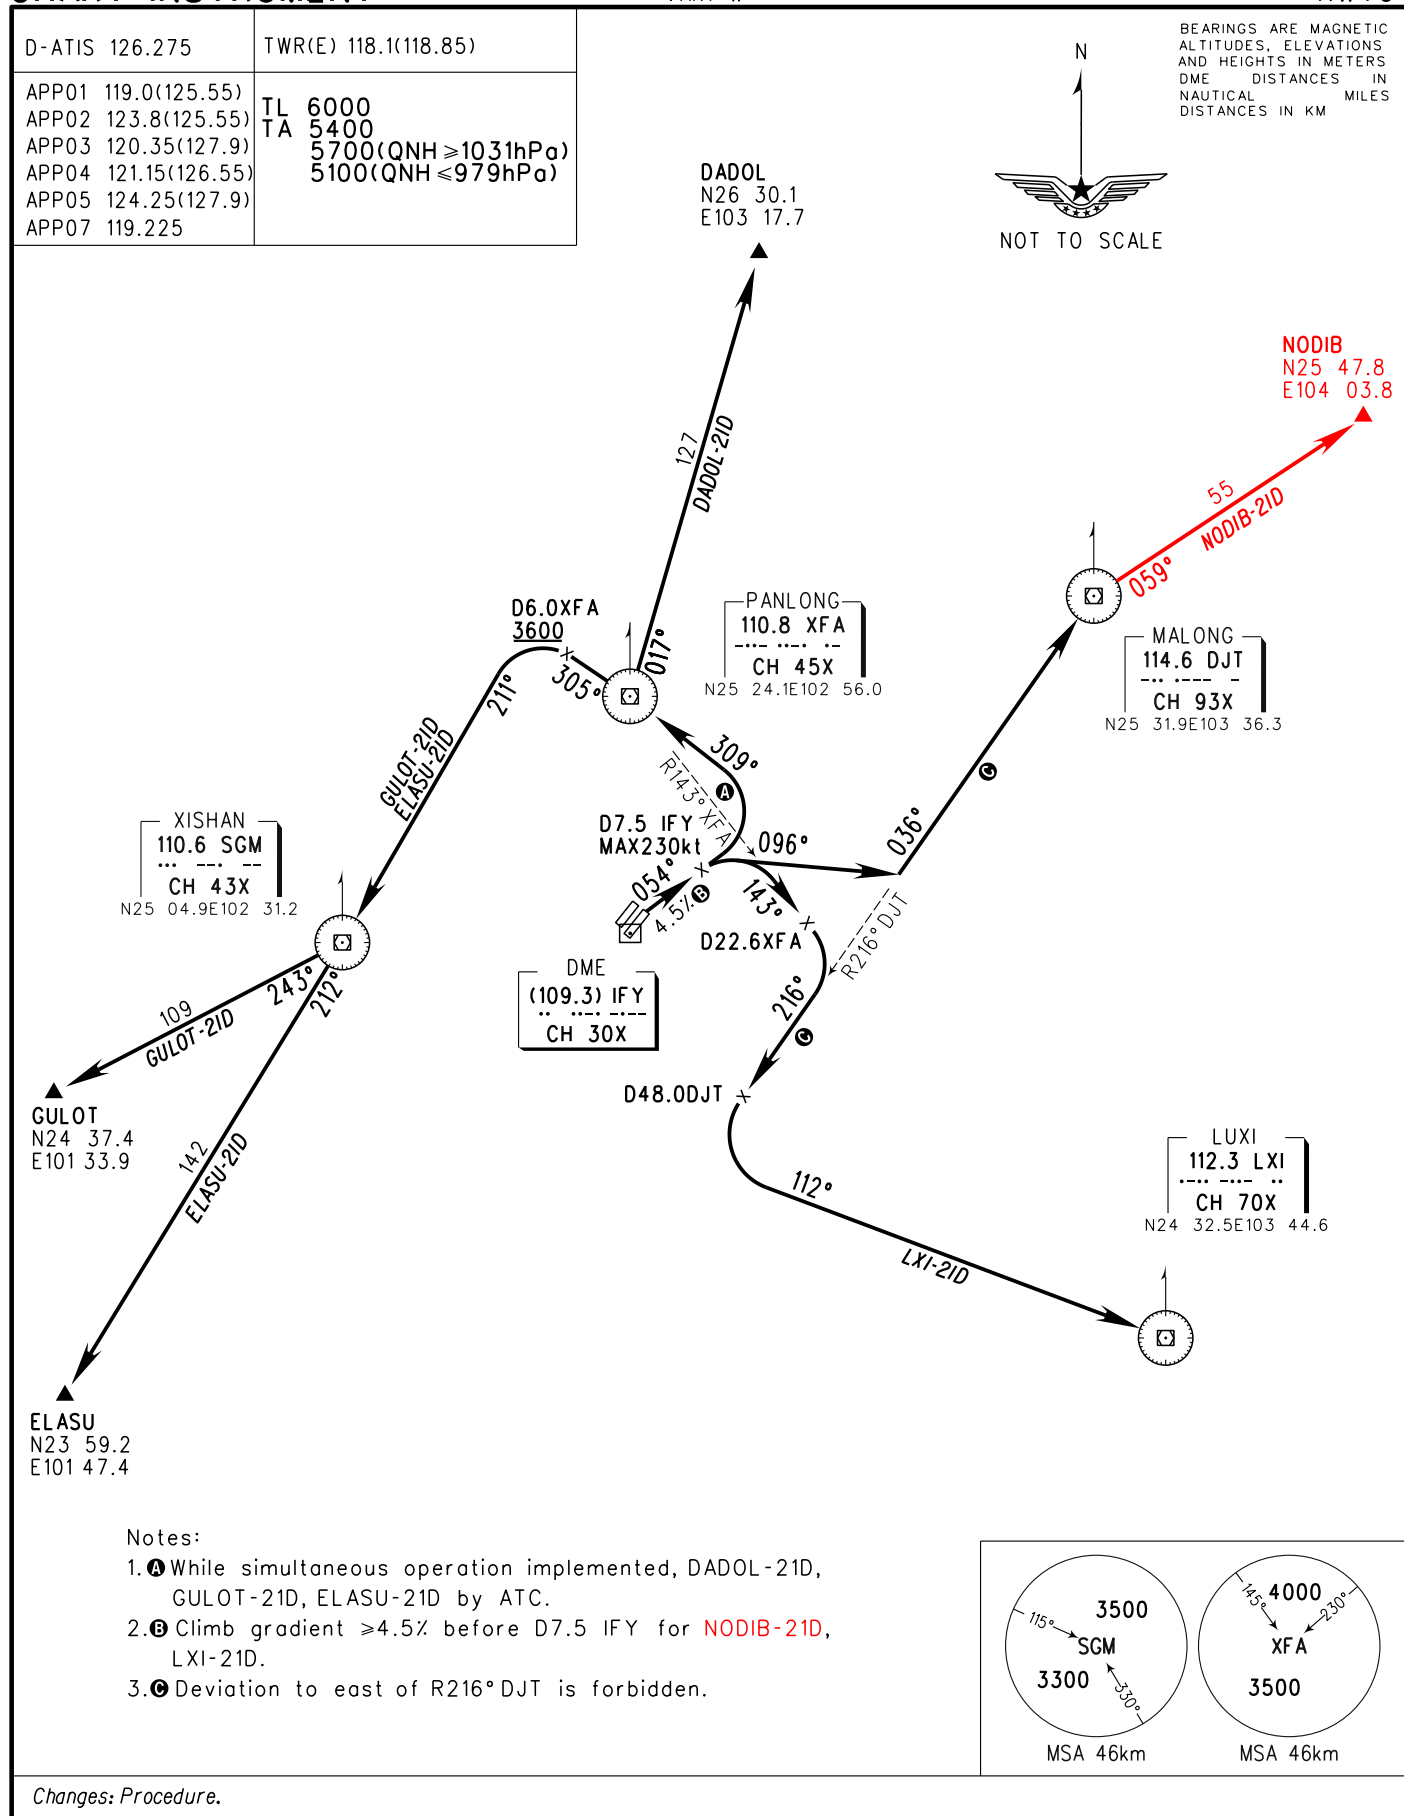 D-ATIS 126.275
TWR(E) 118.1(118.85)
APP01 119.0(125.55)
APP02 123.8(125.55)
APP03 120.35(127.9)
APP04 121.15(126.55)
APP05 124.25(127.9)
APP07 119.225
TL 6000
TA 5400
5700(QNH≥1031hPa)
5100(QNH≤979hPa)
BEARINGS ARE MAGNETIC
ALTITUDES, ELEVATIONS
AND HEIGHTS IN METERS
DME DISTANCES IN
NAUTICAL MILES
DISTANCES IN KM
N
NOT TO SCALE
DADOL
N26 30.1
E103 17.7
NODIB
N25 47.8
E104 03.8
127
DADOL-21D
55
NODIB-21D
059°
D6.0XFA
3600
305°
017°
211°
PANLONG
110.8 XFA
CH 45X
N25 24.1E102 56.0
MALONG
114.6 DJT
CH 93X
N25 31.9E103 36.3
GULOT-21D
ELASU-21D
309°
A
R143° XFA
C
XISHAN
110.6 SGM
CH 43X
N25 04.9E102 31.2
D7.5 IFY
MAX230kt
096°
036°
054°
4.5% B
143°
D22.6XFA
R216° DJT
DME
(109.3) IFY
CH 30X
216°
C
243°
212°
109
GULOT-21D
GULOT
N24 37.4
E101 33.9
142
ELASU-21D
D48.0DJT
112°
LXI-21D
LUXI
112.3 LXI
CH 70X
N24 32.5E103 44.6
ELASU
N23 59.2
E101 47.4
Notes:
1.A While simultaneous operation implemented, DADOL-21D,
GULOT-21D, ELASU-21D by ATC.
2.B Climb gradient ≥4.5% before D7.5 IFY for NODIB-21D,
LXI-21D.
3.C Deviation to east of R216° DJT is forbidden.
115°
3500
SGM
3300
330°
MSA 46km
145°
4000
230°
XFA
3500
MSA 46km
Changes: Procedure.